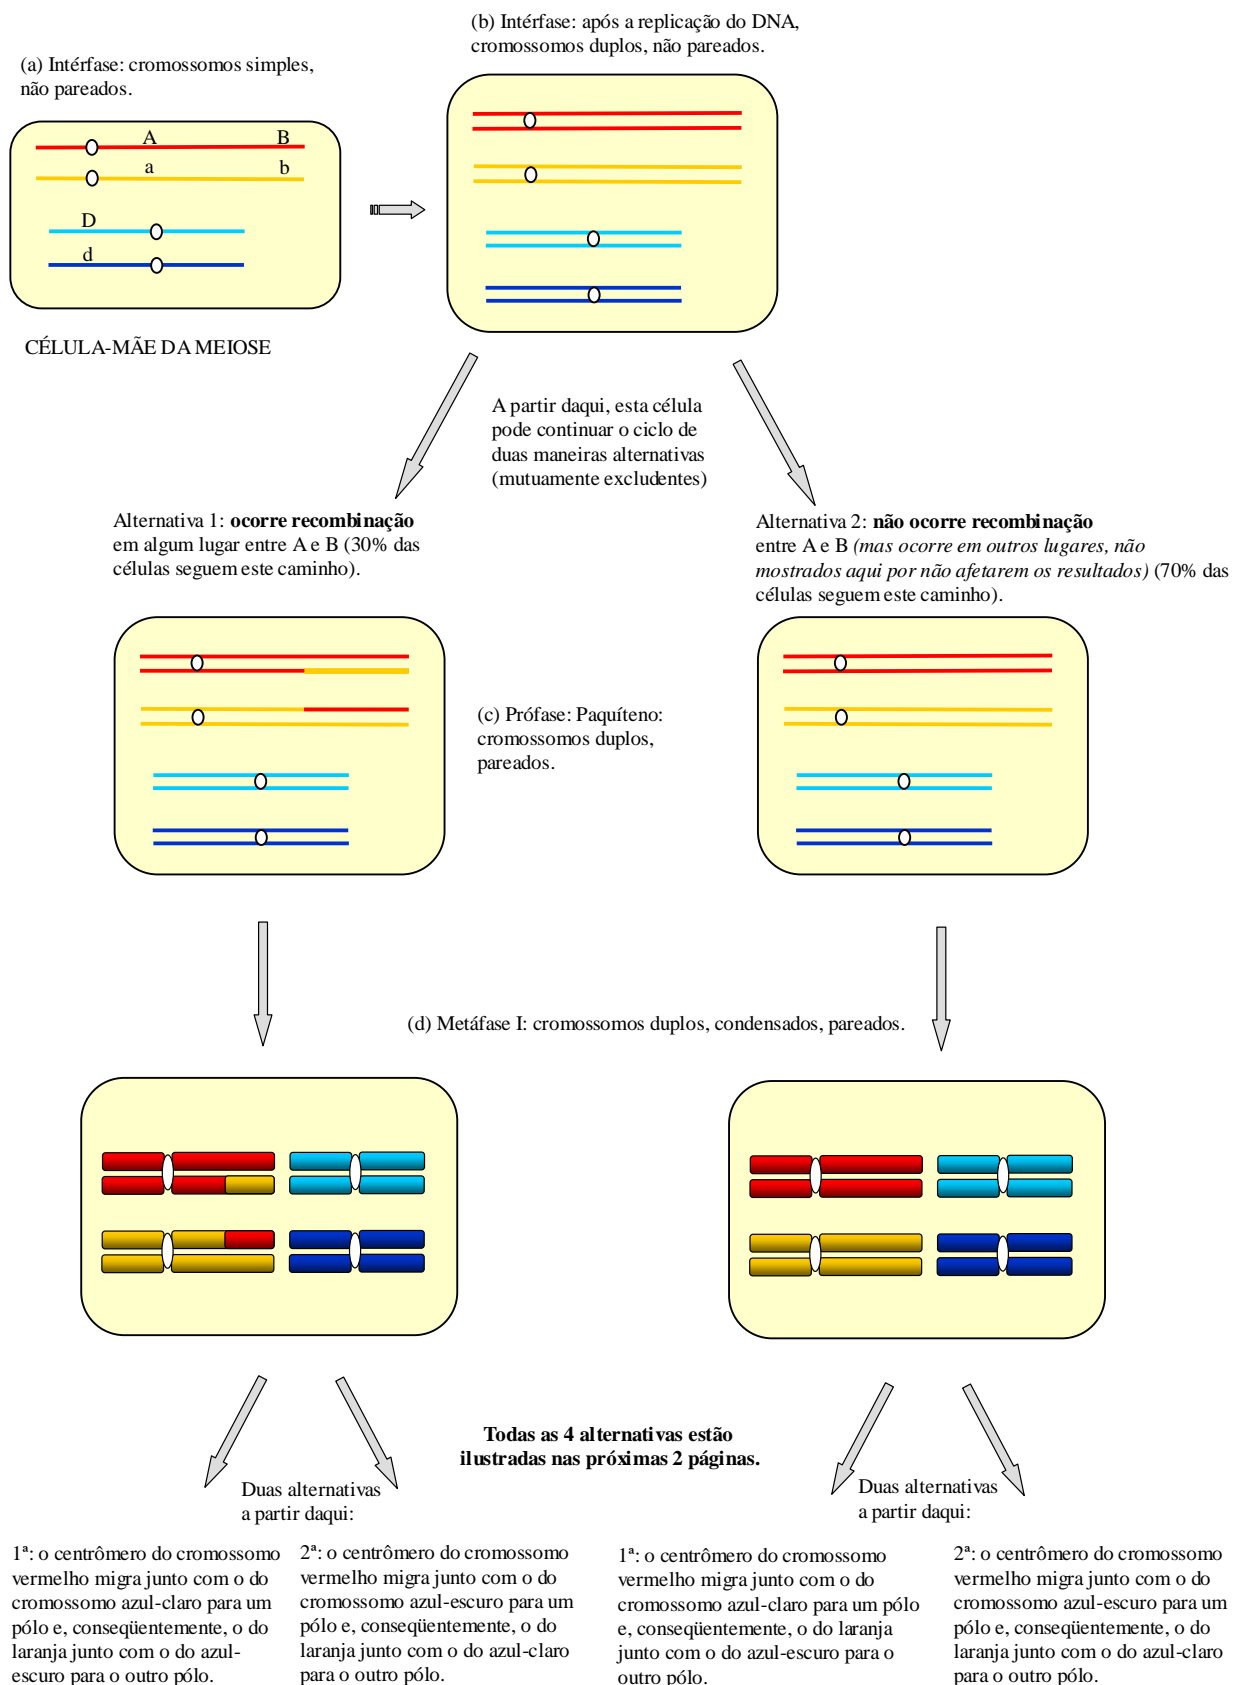 (b) Intérfase: após a replicação do DNA,
cromossomos duplos, não pareados.
(a) Intérfase: cromossomos simples,
não pareados.
A
B
a
b
D
d
CÉLULA-MÃE DA MEIOSE
A partir daqui, esta célula
pode continuar o ciclo de
duas maneiras alternativas
(mutuamente excludentes)
Alternativa 1: ocorre recombinação
em algum lugar entre A e B (30% das
células seguem este caminho).
Alternativa 2: não ocorre recombinação
entre A e B (mas ocorre em outros lugares, não
mostrados aqui por não afetarem os resultados) (70% das
células seguem este caminho).
(c) Prófase: Paquíteno:
cromossomos duplos,
pareados.
(d) Metáfase I: cromossomos duplos, condensados, pareados.
Todas as 4 alternativas estão
ilustradas nas próximas 2 páginas.
Duas alternativas
a partir daqui:
Duas alternativas
a partir daqui:
1ª: o centrômero do cromossomo
vermelho migra junto com o do
cromossomo azul-claro para um
pólo e, conseqüentemente, o do
laranja junto com o do azul-
escuro para o outro pólo.
2ª: o centrômero do cromossomo
vermelho migra junto com o do
cromossomo azul-escuro para um
pólo e, conseqüentemente, o do
laranja junto com o do azul-claro
para o outro pólo.
1ª: o centrômero do cromossomo
vermelho migra junto com o do
cromossomo azul-claro para um pólo
e, conseqüentemente, o do laranja
junto com o do azul-escuro para o
outro pólo.
2ª: o centrômero do cromossomo
vermelho migra junto com o do
cromossomo azul-escuro para um
pólo e, conseqüentemente, o do
laranja junto com o do azul-claro
para o outro pólo.